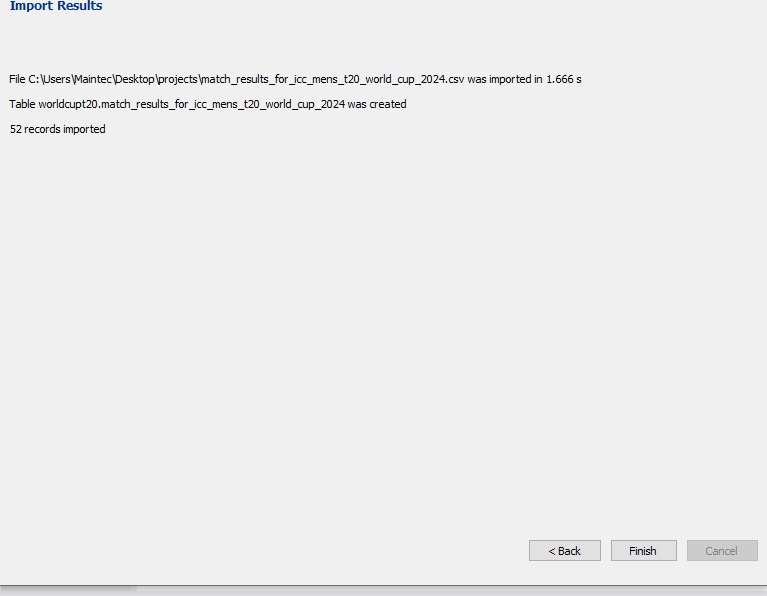 Import Results
File C:\Users\Maintec\Desktop\projects\match_results_for_icc_mens_t20_world_cup_2024.csv was imported in 1.666 s
Table worldcupt20.match_results_for_icc_mens_t20_world_cup_2024 was created
52 records imported
< Back Finish Cancel